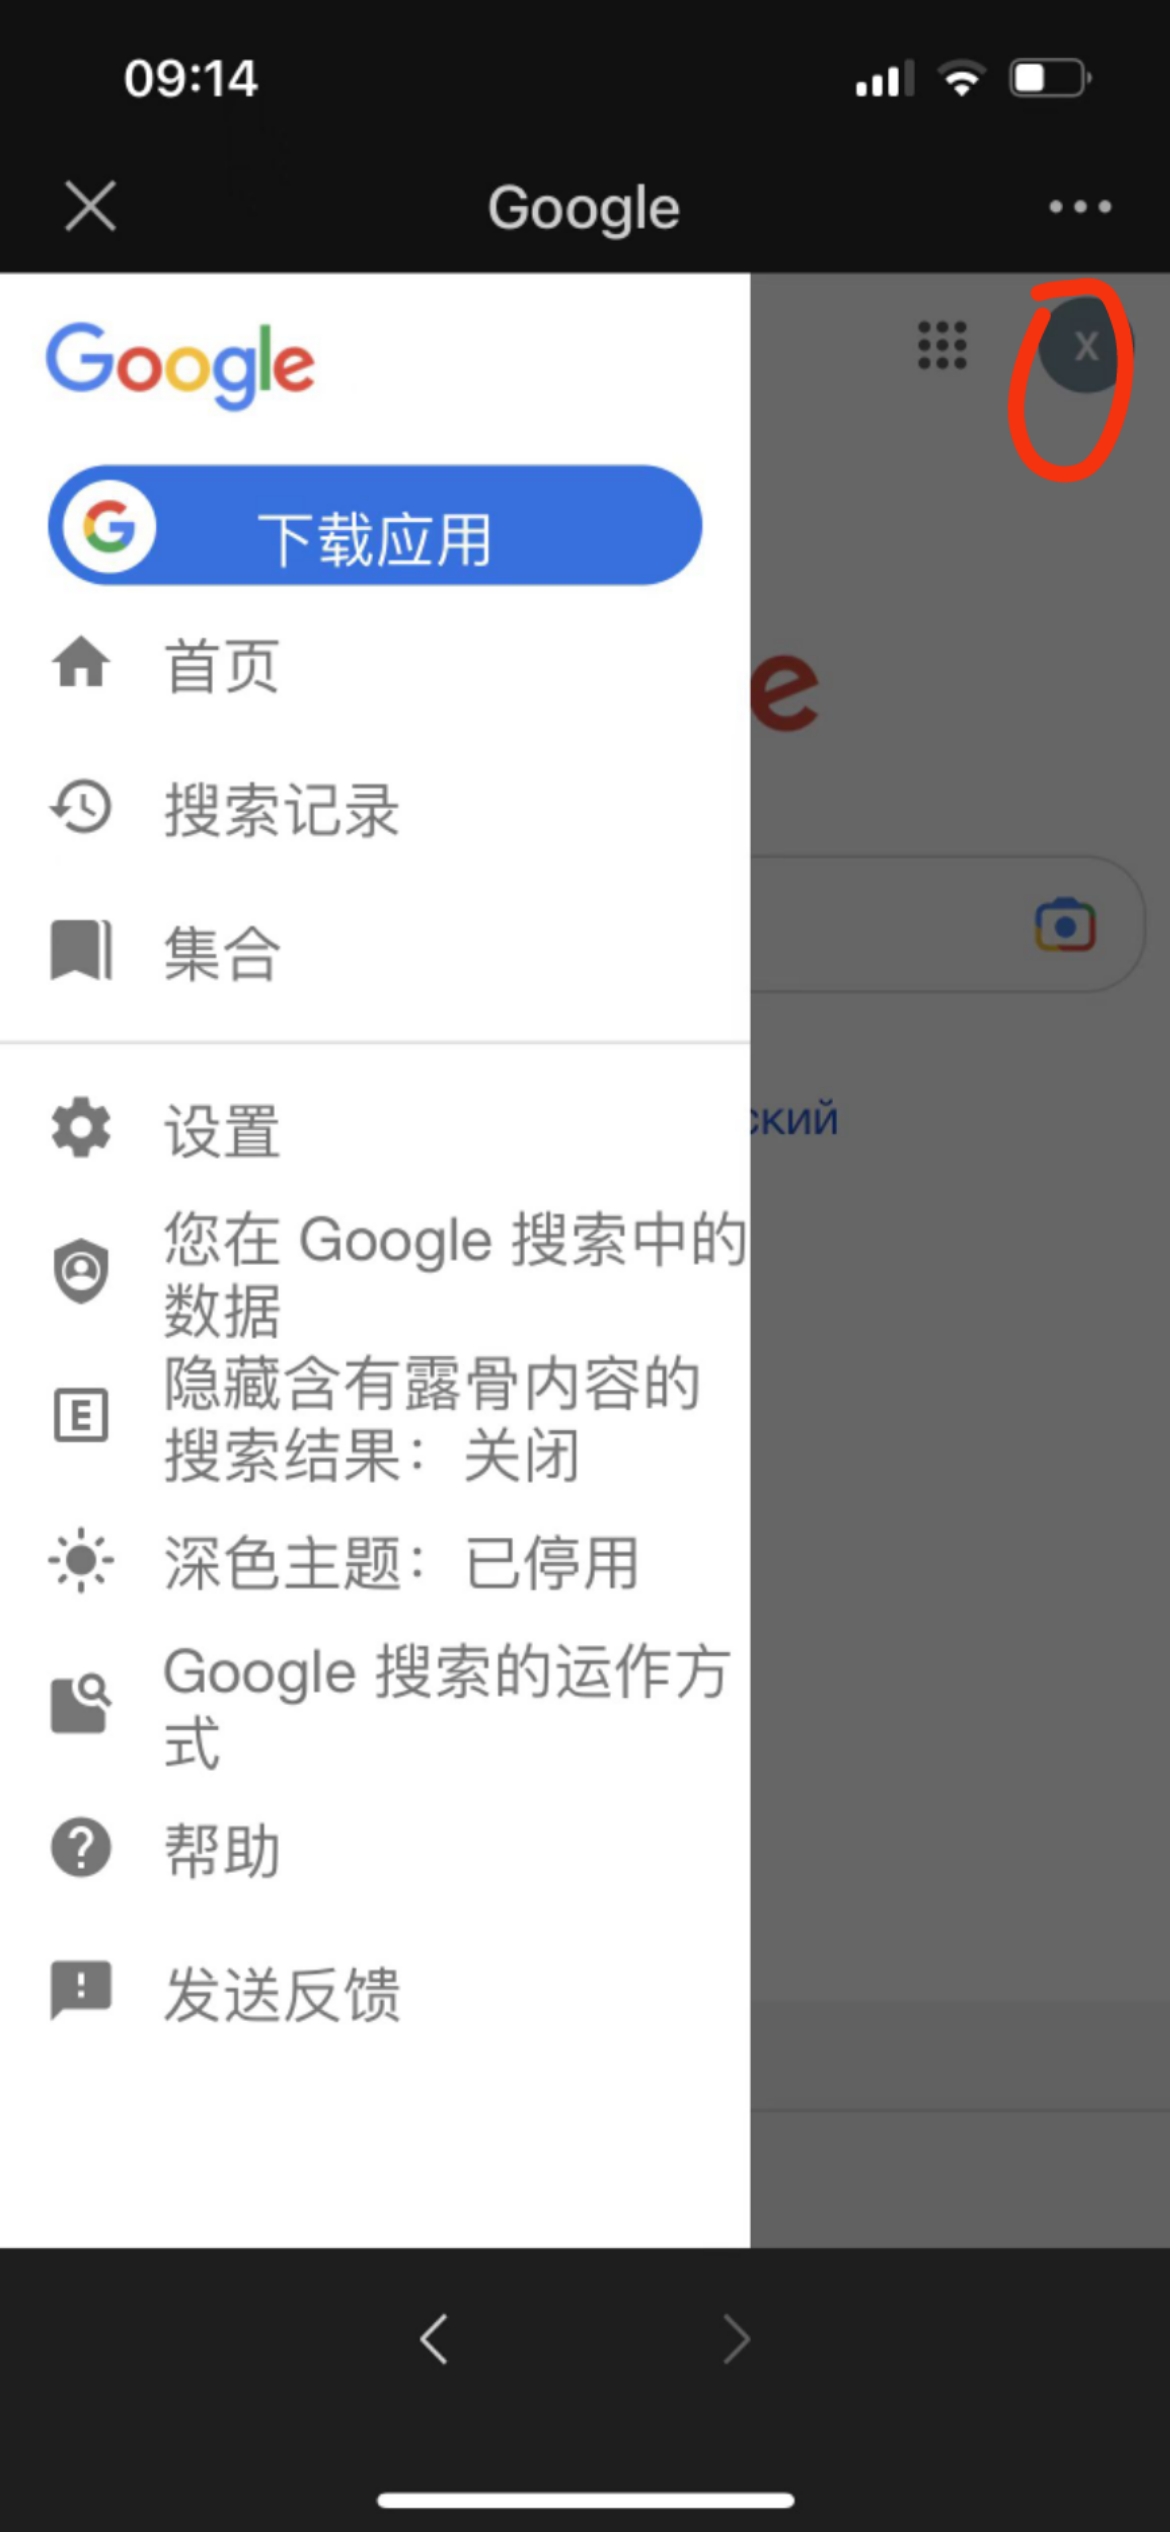 09:14
Google
Google
X
G 下载应用
首页
e
搜索记录
集合
设置
ский
您在 Google 搜索中的
数据
隐藏含有露骨内容的
E
搜索结果：关闭
深色主题：已停用
Google 搜索的运作方
式
帮助
发送反馈